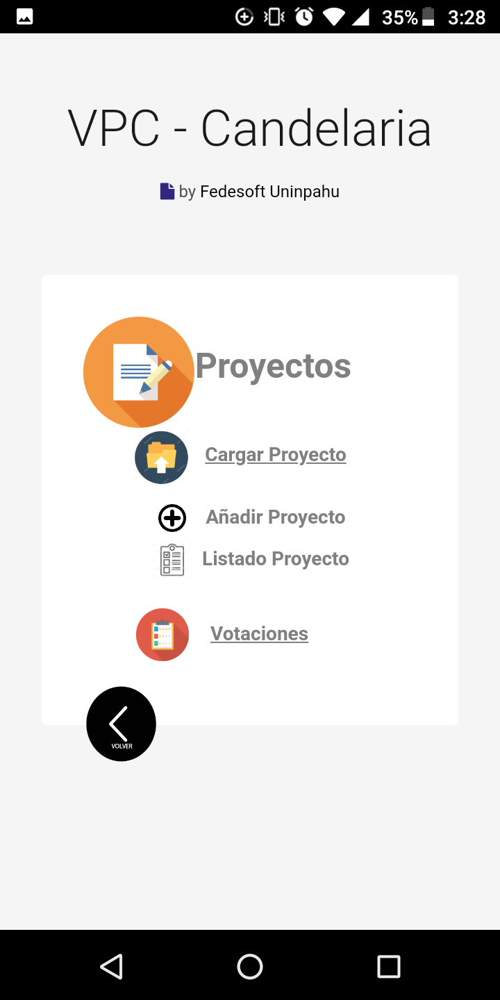 35% 3:28
VPC - Candelaria
by Fedesoft Uninpahu
Proyectos
Cargar Proyecto
Añadir Proyecto
Listado Proyecto
Votaciones
VOLVER